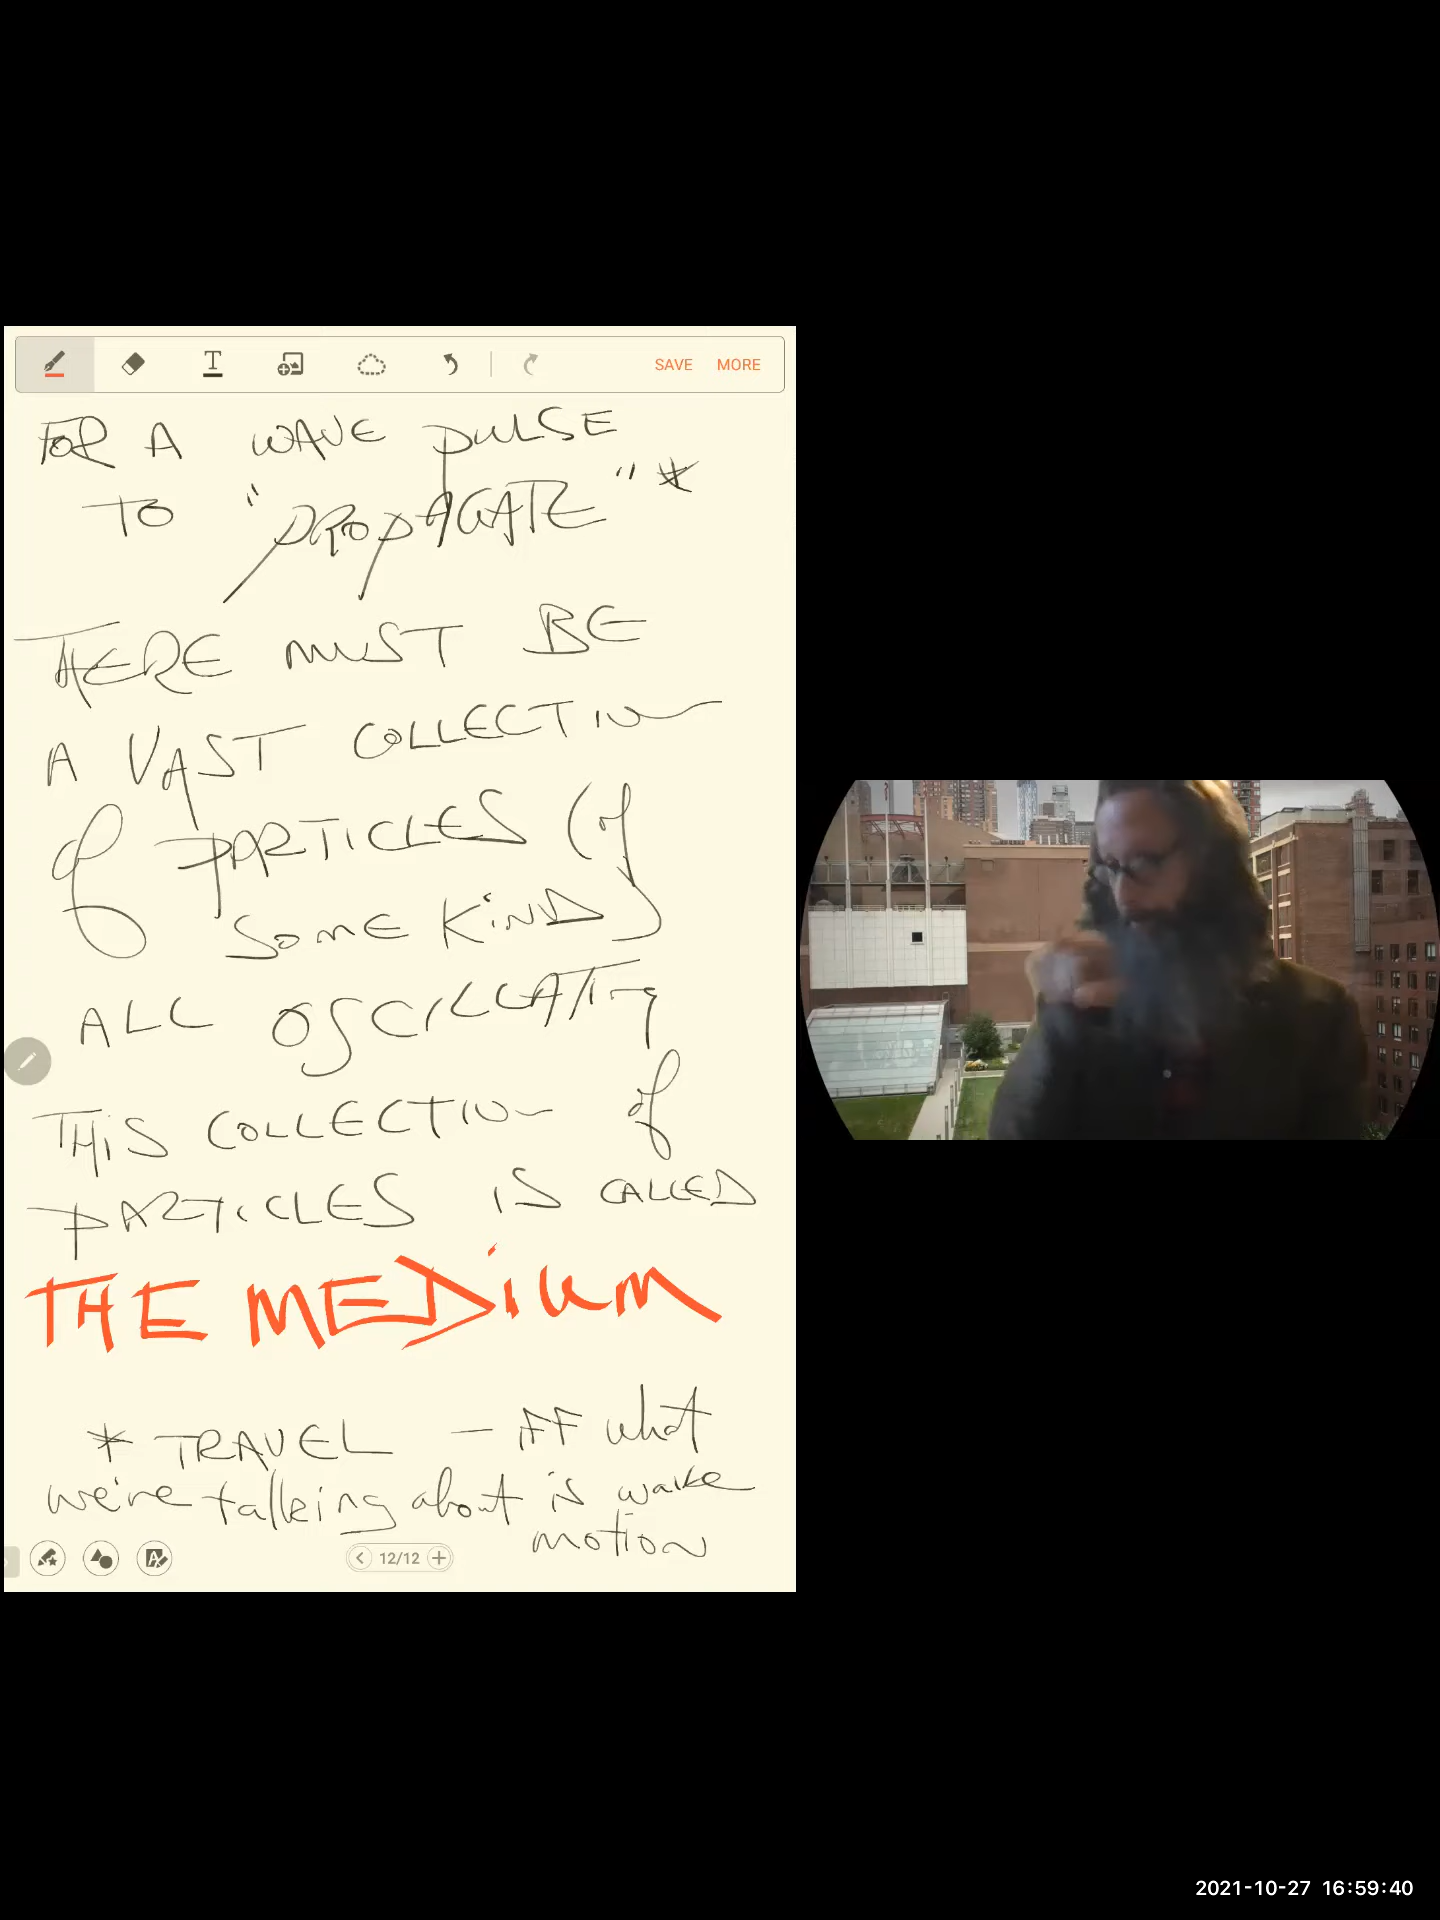 SAVE MORE
FOR A WAVE PULSE
TO "PROPAGATE" *
THERE MUST BE
A VAST COLLECTION
of PARTICLES (of
SOME KIND)
ALL OSCILLATING
THIS COLLECTION of
PARTICLES IS CALLED
THE MEDIUM
* TRAVEL - IFF what
we're talking about is wave
motion
12/12
2021-10-27 16:59:40